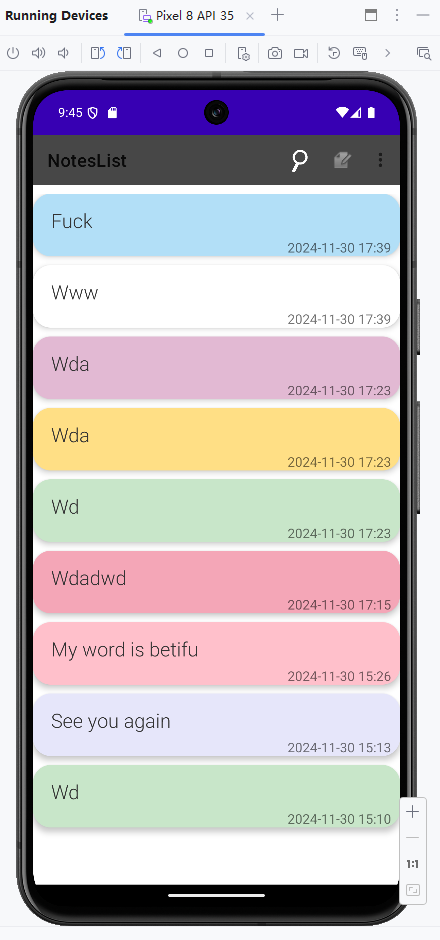 Running Devices
Pixel 8 API 35
9:45
NotesList
Fuck
2024-11-30 17:39
Www
2024-11-30 17:39
Wda
2024-11-30 17:23
Wda
2024-11-30 17:23
Wd
2024-11-30 17:23
Wdadwd
2024-11-30 17:15
My word is betifu
2024-11-30 15:26
See you again
2024-11-30 15:13
Wd
2024-11-30 15:10
1:1